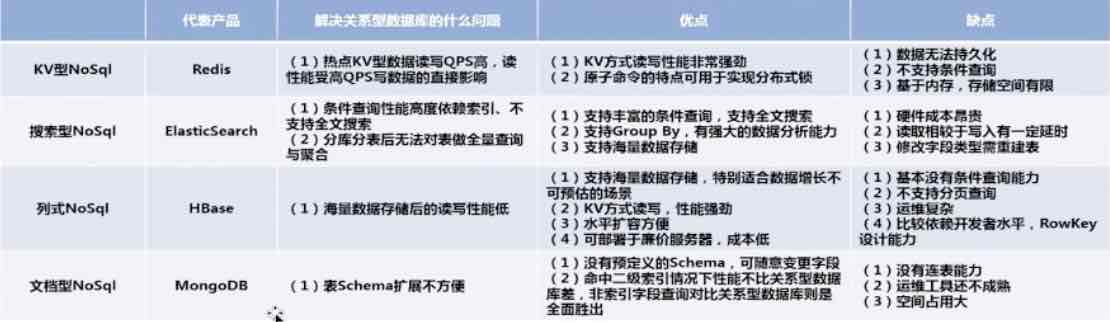 代表产品 解决关系型数据库的什么问题 优点 缺点
KV型NoSql Redis
（1）热点KV型数据读写QPS高，读
性能受高QPS写数据的直接影响
（1）KV方式读写性能非常强劲
（2）原子命令的特点可用于实现分布式锁
（1）数据无法持久化
（2）不支持条件查询
（3）基于内存，存储空间有限
搜索型NoSql ElasticSearch
（1）条件查询性能高度依赖索引、不
支持全文搜索
（2）分库分表后无法对表做全量查询
与聚合
（1）支持丰富的条件查询，支持全文搜索
（2）支持Group By，有强大的数据分析能力
（3）支持海量数据存储
（1）硬件成本昂贵
（2）读取相较于写入有一定延时
（3）修改字段类型需重建表
列式NoSql HBase
（1）海量数据存储后的读写性能低
（1）支持海量数据存储，特别适合数据增长不
可预估的场景
（2）KV方式读写，性能强劲
（3）水平扩容方便
（4）可部署于廉价服务器，成本低
（1）基本没有条件查询能力
（2）不支持分页查询
（3）运维复杂
（4）比较依赖开发者水平，RowKey
设计能力
文档型NoSql MongoDB
（1）表Schema扩展不方便
（1）没有预定义的Schema，可随意变更字段
（2）命中二级索引情况下性能不比关系型数据
库差，非索引字段查询对比关系型数据库则是
全面胜出
（1）没有连表能力
（2）运维工具还不成熟
（3）空间占用大